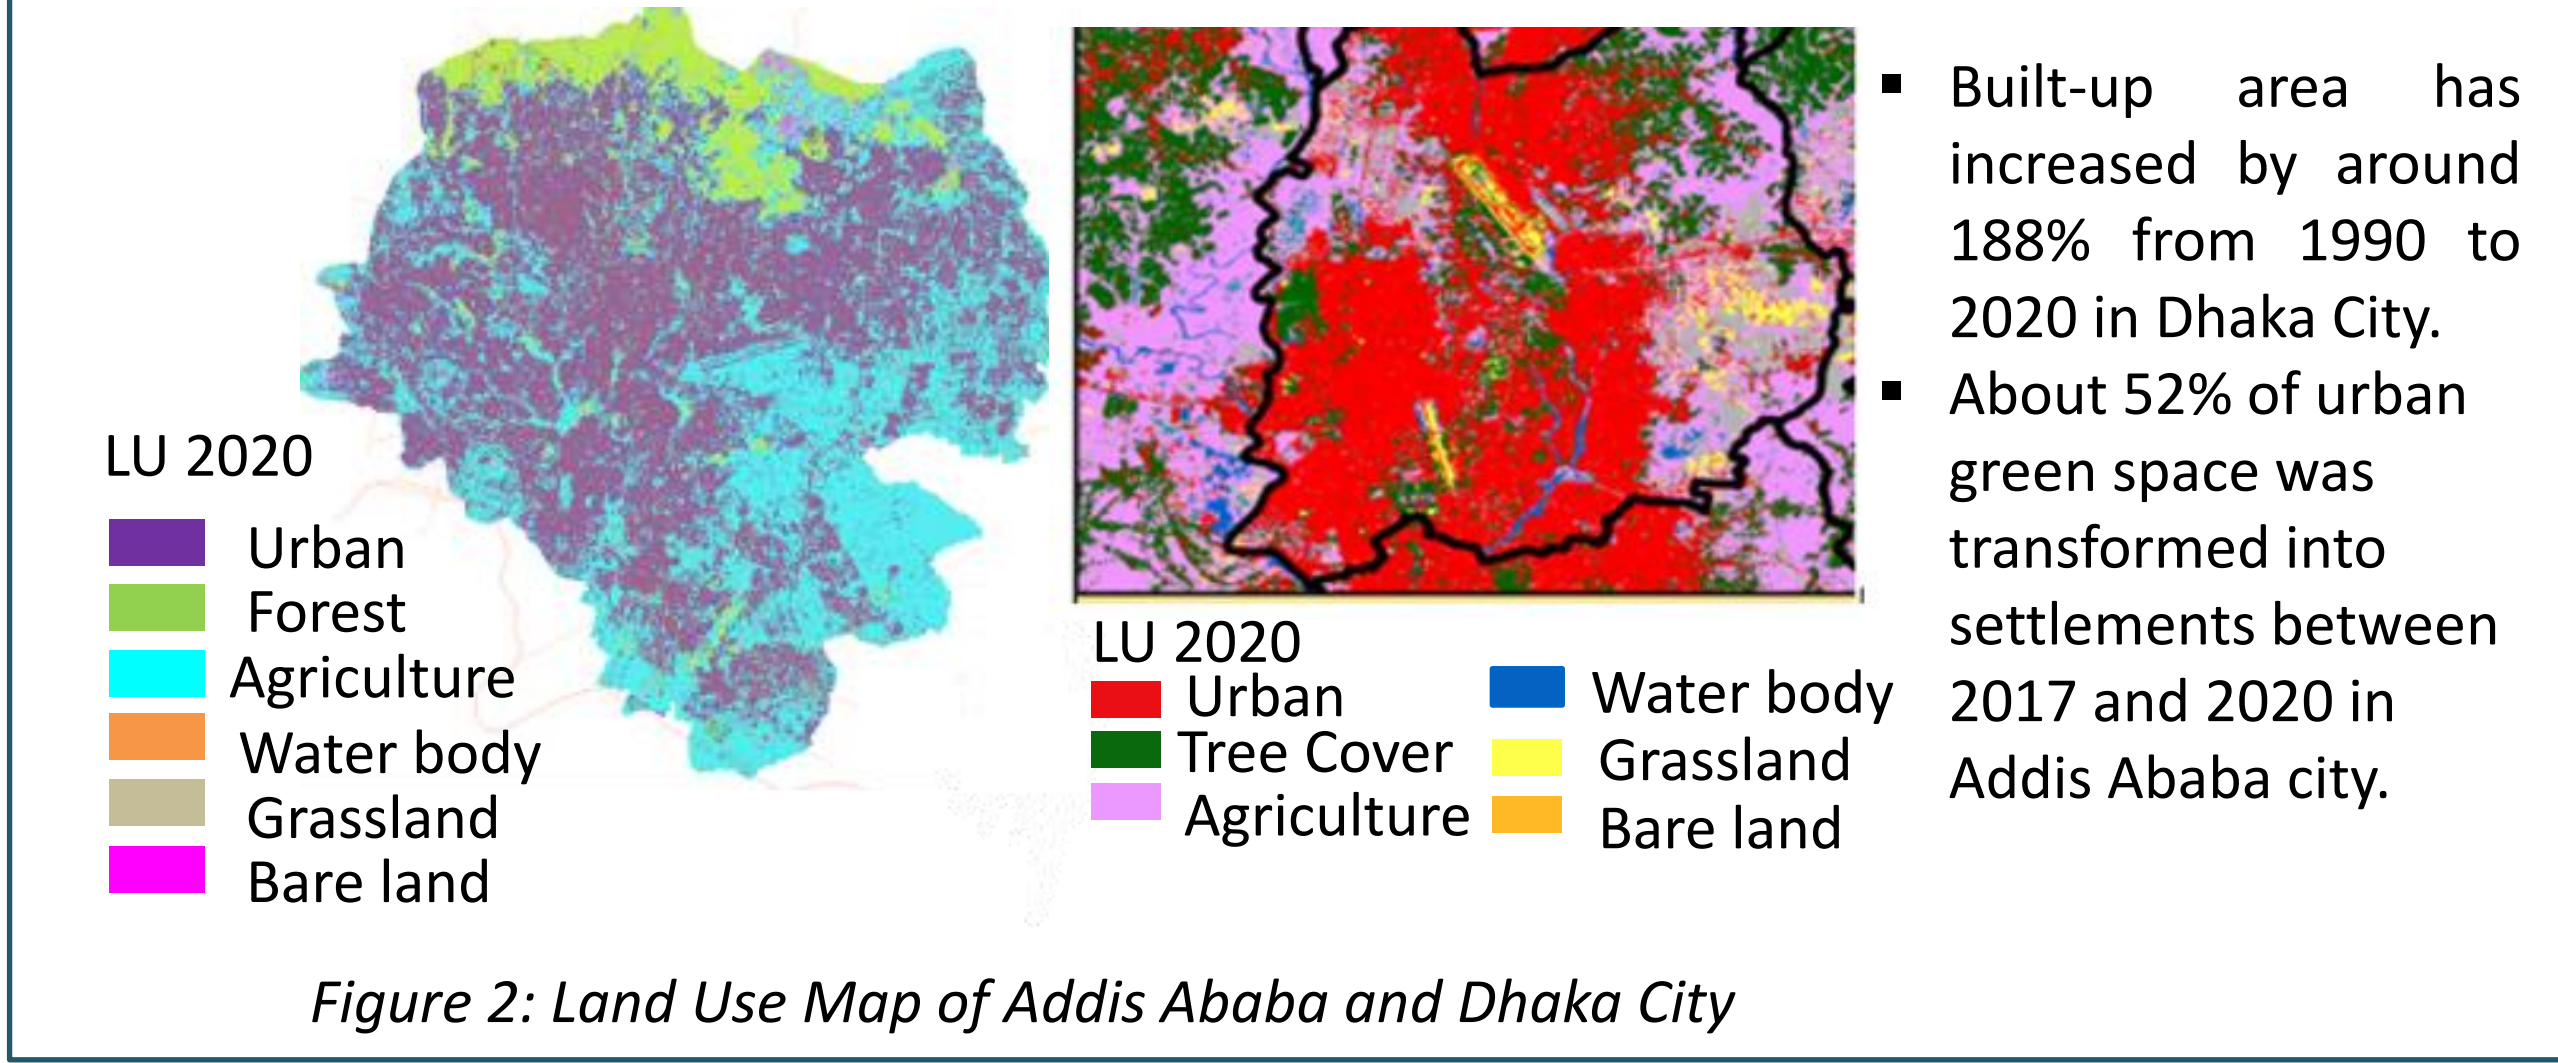 LU 2020
Urban
Forest
Agriculture
Water body
Grassland
Bare land
LU 2020
Urban
Tree Cover
Agriculture
Water body
Grassland
Bare land
▪ Built-up area has
increased by around
188% from 1990 to
2020 in Dhaka City.
▪ About 52% of urban
green space was
transformed into
settlements between
2017 and 2020 in
Addis Ababa city.
Figure 2: Land Use Map of Addis Ababa and Dhaka City